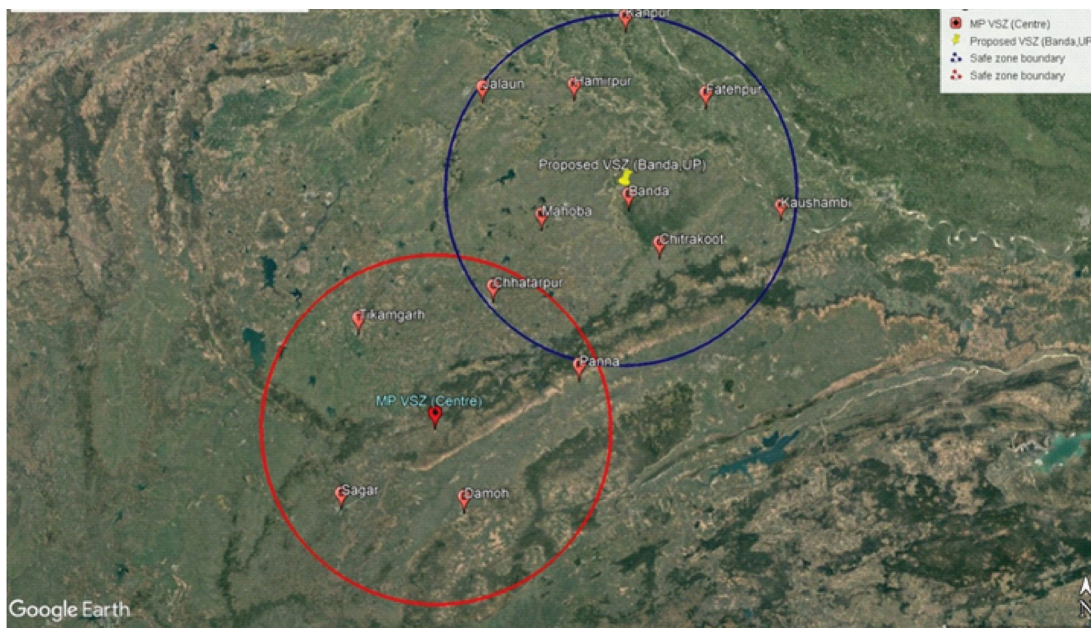 Kanpur
MP VSZ (Centre)
Proposed VSZ (Banda,UP)
Safe zone boundary
Safe zone boundary
Jalaun
Hamirpur
Fatehpur
Proposed VSZ (Banda,UP)
Banda
Kaushambi
Mahoba
Chitrakoot
Chhatarpur
Tikamgarh
Panna
MP VSZ (Centre)
Sagar
Damoh
Google Earth
N